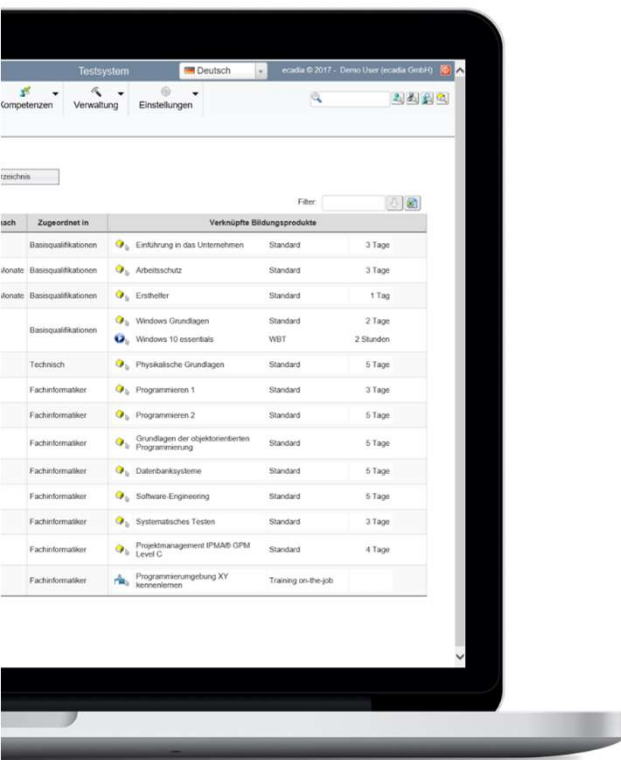 Testsystem Deutsch ecadia © 2017 - Demo User (ecadia GmbH)
Kompetenzen Verwaltung Einstellungen
rzeichnis
Filter:
nach Zugeordnet in Verknüpfte Bildungsprodukte
Basisqualifikationen Einführung in das Unternehmen Standard 3 Tage
Monate Basisqualifikationen Arbeitsschutz Standard 3 Tage
Monate Basisqualifikationen Ersthelfer Standard 1 Tag
Basisqualifikationen Windows Grundlagen Standard 2 Tage
Windows 10 essentials WBT 2 Stunden
Technisch Physikalische Grundlagen Standard 5 Tage
Fachinformatiker Programmieren 1 Standard 3 Tage
Fachinformatiker Programmieren 2 Standard 5 Tage
Fachinformatiker Grundlagen der objektorientierten Programmierung Standard 5 Tage
Fachinformatiker Datenbanksysteme Standard 5 Tage
Fachinformatiker Software-Engineering Standard 5 Tage
Fachinformatiker Systematisches Testen Standard 3 Tage
Fachinformatiker Projektmanagement IPMA® GPM Level C Standard 4 Tage
Fachinformatiker Programmierumgebung XY kennenlernen Training on-the-job